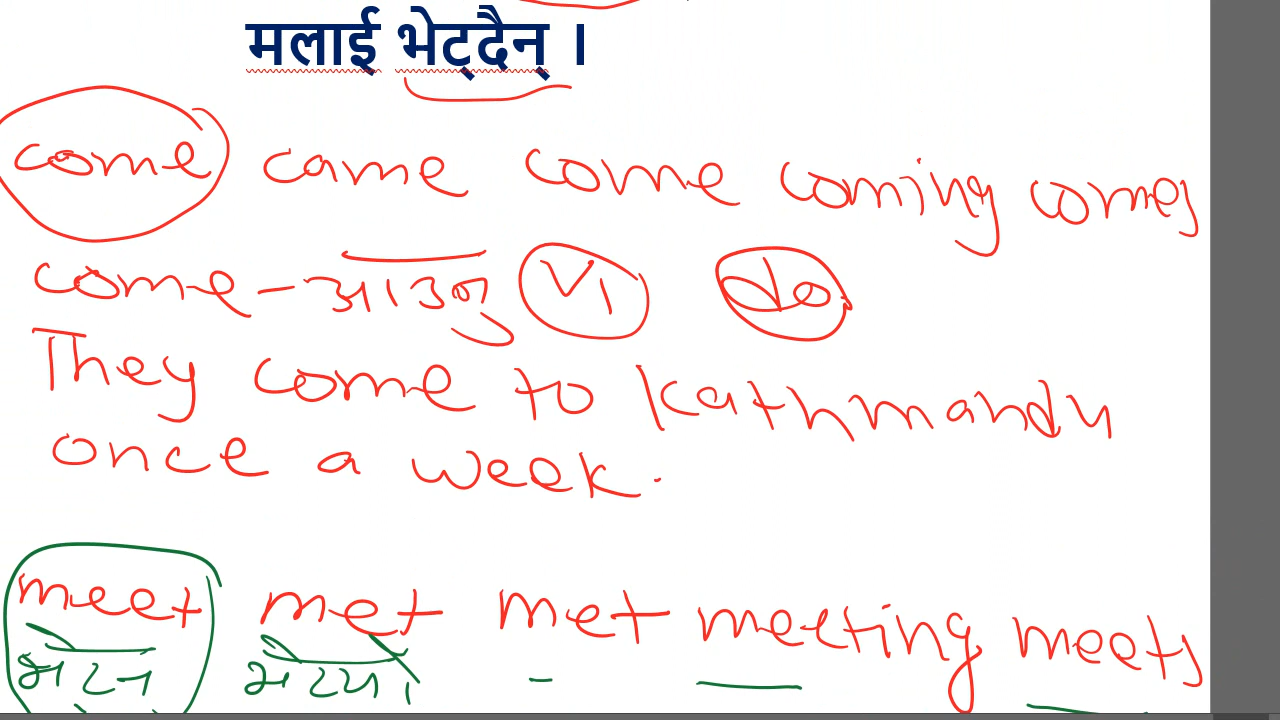 मलाई भेट्दैन् ।
come came come coming comes
come - आउनु V1 do
They come to Kathmandu
once a week.
meet met met meeting meets
भेटन भेट्यो